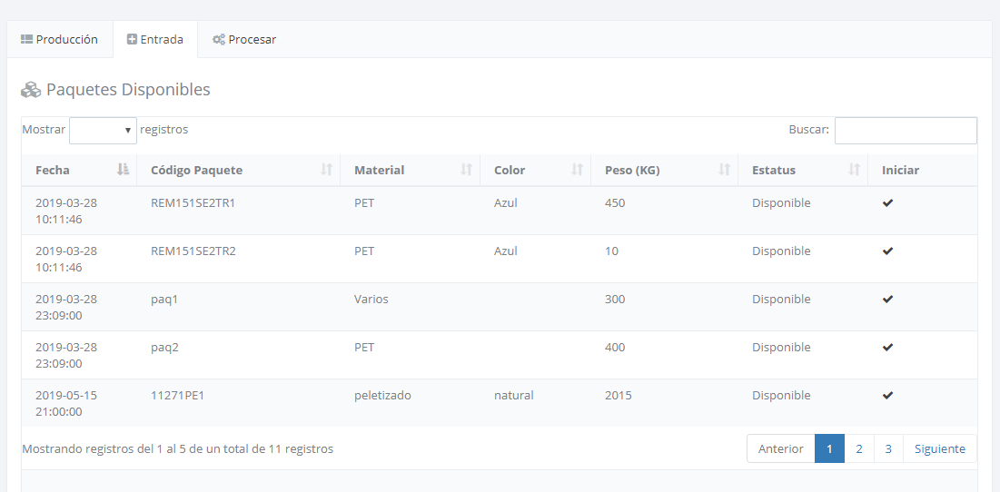 Producción Entrada Procesar
Paquetes Disponibles
Mostrar registros Buscar:
Fecha Código Paquete Material Color Peso (KG) Estatus Iniciar
2019-03-28 REM151SE2TR1 PET Azul 450 Disponible
10:11:46
2019-03-28 REM151SE2TR2 PET Azul 10 Disponible
10:11:46
2019-03-28 paq1 Varios 300 Disponible
23:09:00
2019-03-28 paq2 PET 400 Disponible
23:09:00
2019-05-15 11271PE1 peletizado natural 2015 Disponible
21:00:00
Mostrando registros del 1 al 5 de un total de 11 registros Anterior 1 2 3 Siguiente